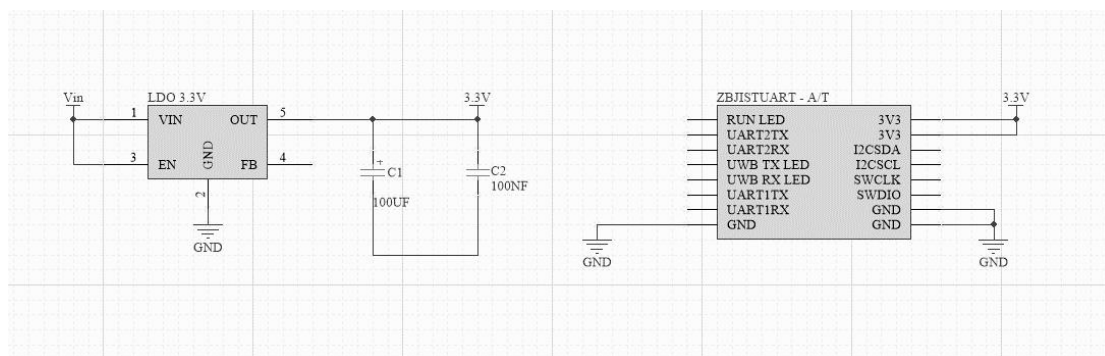 Vin
LDO 3.3V
1 VIN OUT 5
3 EN GND FB 4
2
GND
3.3V
+
C1
100UF
C2
100NF
ZBJISTUART - A/T
RUN LED 3V3
UART2TX 3V3
UART2RX I2CSDA
UWB TX LED I2CSCL
UWB RX LED SWCLK
UART1TX SWDIO
UART1RX GND
GND GND
3.3V
GND
GND